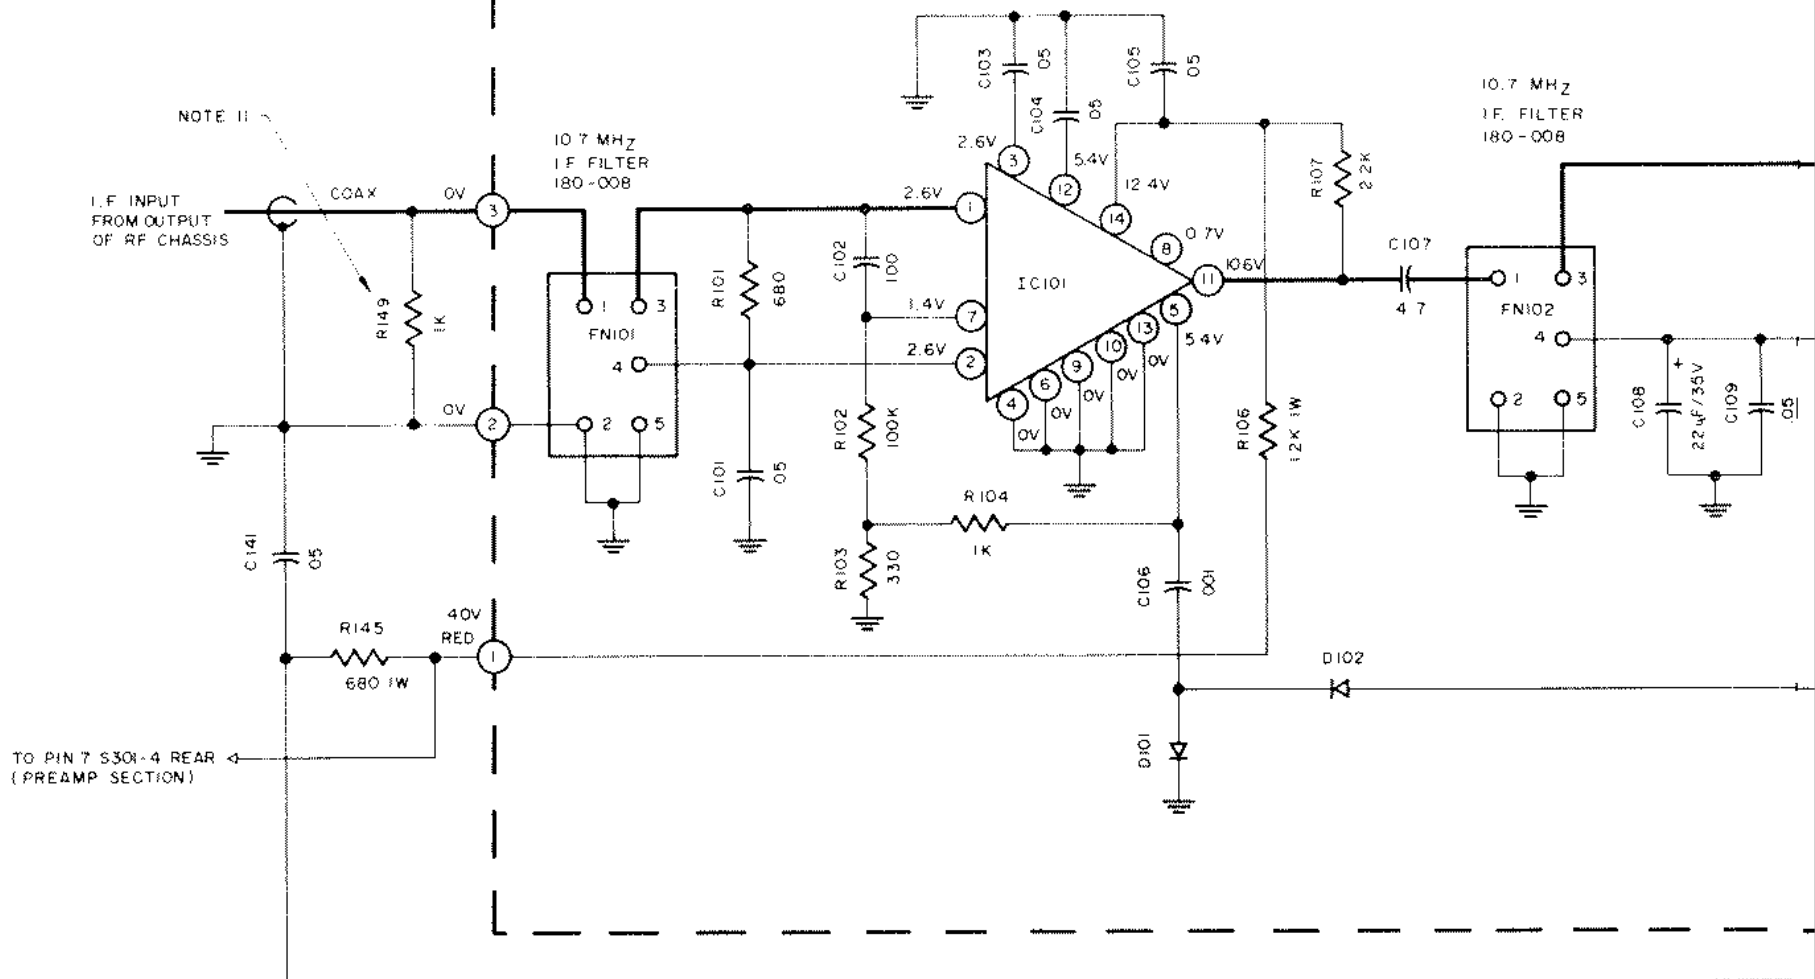 NOTE 11
10.7 MHZ
I.F. FILTER
180-008
I.F. INPUT
FROM OUTPUT
OF RF CHASSIS
COAX
0V
3
R149
1K
0V
2
C141
05
R145
680 1W
40V
RED
1
TO PIN 7 S301-4 REAR
(PREAMP SECTION)
1
3
FN101
4
2
5
R101
680
C101
05
C102
100
R102
100K
R103
330
R104
1K
2.6V
1
1.4V
7
2.6V
2
C103
05
C104
05
C105
05
2.6V
3
5.4V
12
12.4V
14
8
0.7V
IC101
11
10.6V
5
5.4V
13
0V
10
0V
9
0V
6
0V
4
0V
C106
001
D101
D102
R106
1.2K 1W
R107
2.2K
C107
4.7
10.7 MHZ
I.F. FILTER
180-008
1
3
FN102
4
2
5
C108
+
22µF/35V
C109
.05